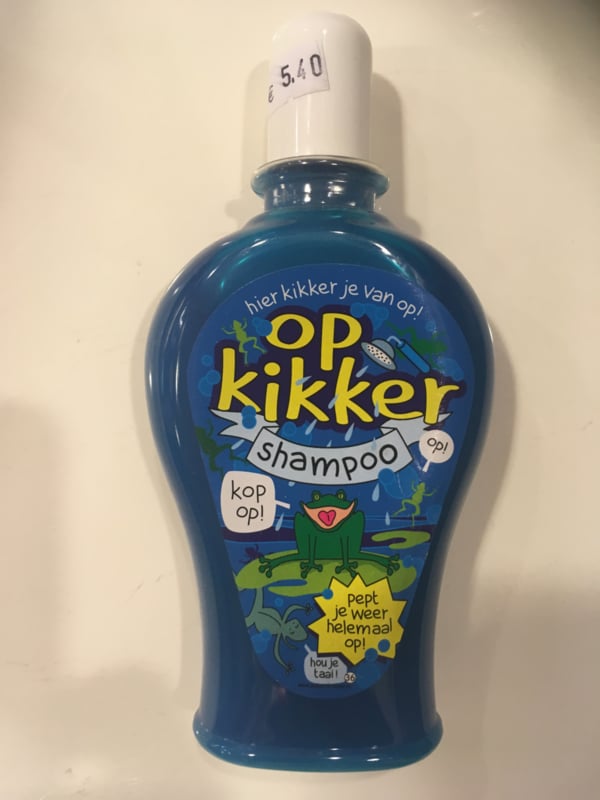 € 5.40
hier kikker je van op!
op
kikker
shampoo
op!
kop
op!
pept
je weer
helemaal
op!
hou je
taai!
36